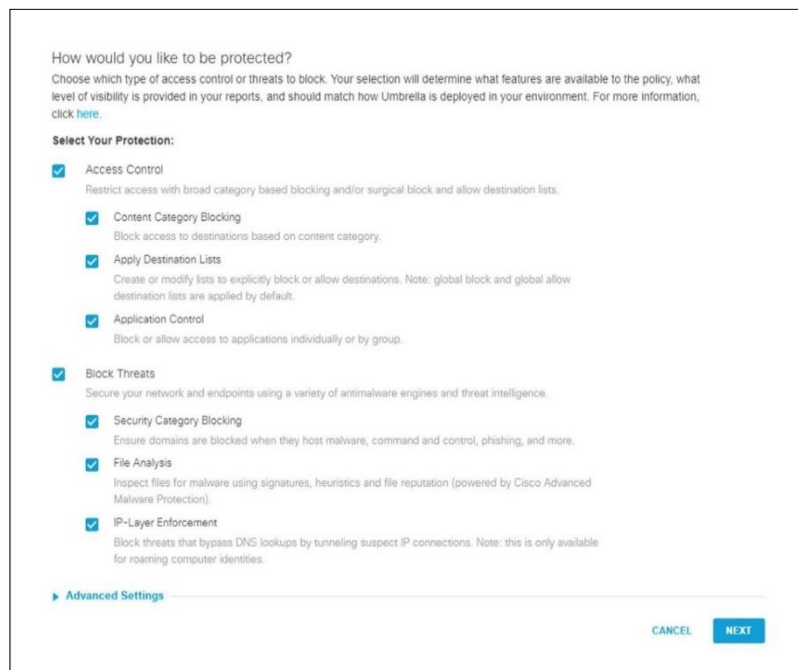 How would you like to be protected?
Choose which type of access control or threats to block. Your selection will determine what features are available to the policy, what
level of visibility is provided in your reports, and should match how Umbrella is deployed in your environment. For more information,
click here.
Select Your Protection:
Access Control
Restrict access with broad category based blocking and/or surgical block and allow destination lists.
Content Category Blocking
Block access to destinations based on content category.
Apply Destination Lists
Create or modify lists to explicitly block or allow destinations. Note: global block and global allow
destination lists are applied by default.
Application Control
Block or allow access to applications individually or by group.
Block Threats
Secure your network and endpoints using a variety of antimalware engines and threat intelligence.
Security Category Blocking
Ensure domains are blocked when they host malware, command and control, phishing, and more.
File Analysis
Inspect files for malware using signatures, heuristics and file reputation (powered by Cisco Advanced
Malware Protection).
IP-Layer Enforcement
Block threats that bypass DNS lookups by tunneling suspect IP connections. Note: this is only available
for roaming computer identities.
Advanced Settings
CANCEL NEXT